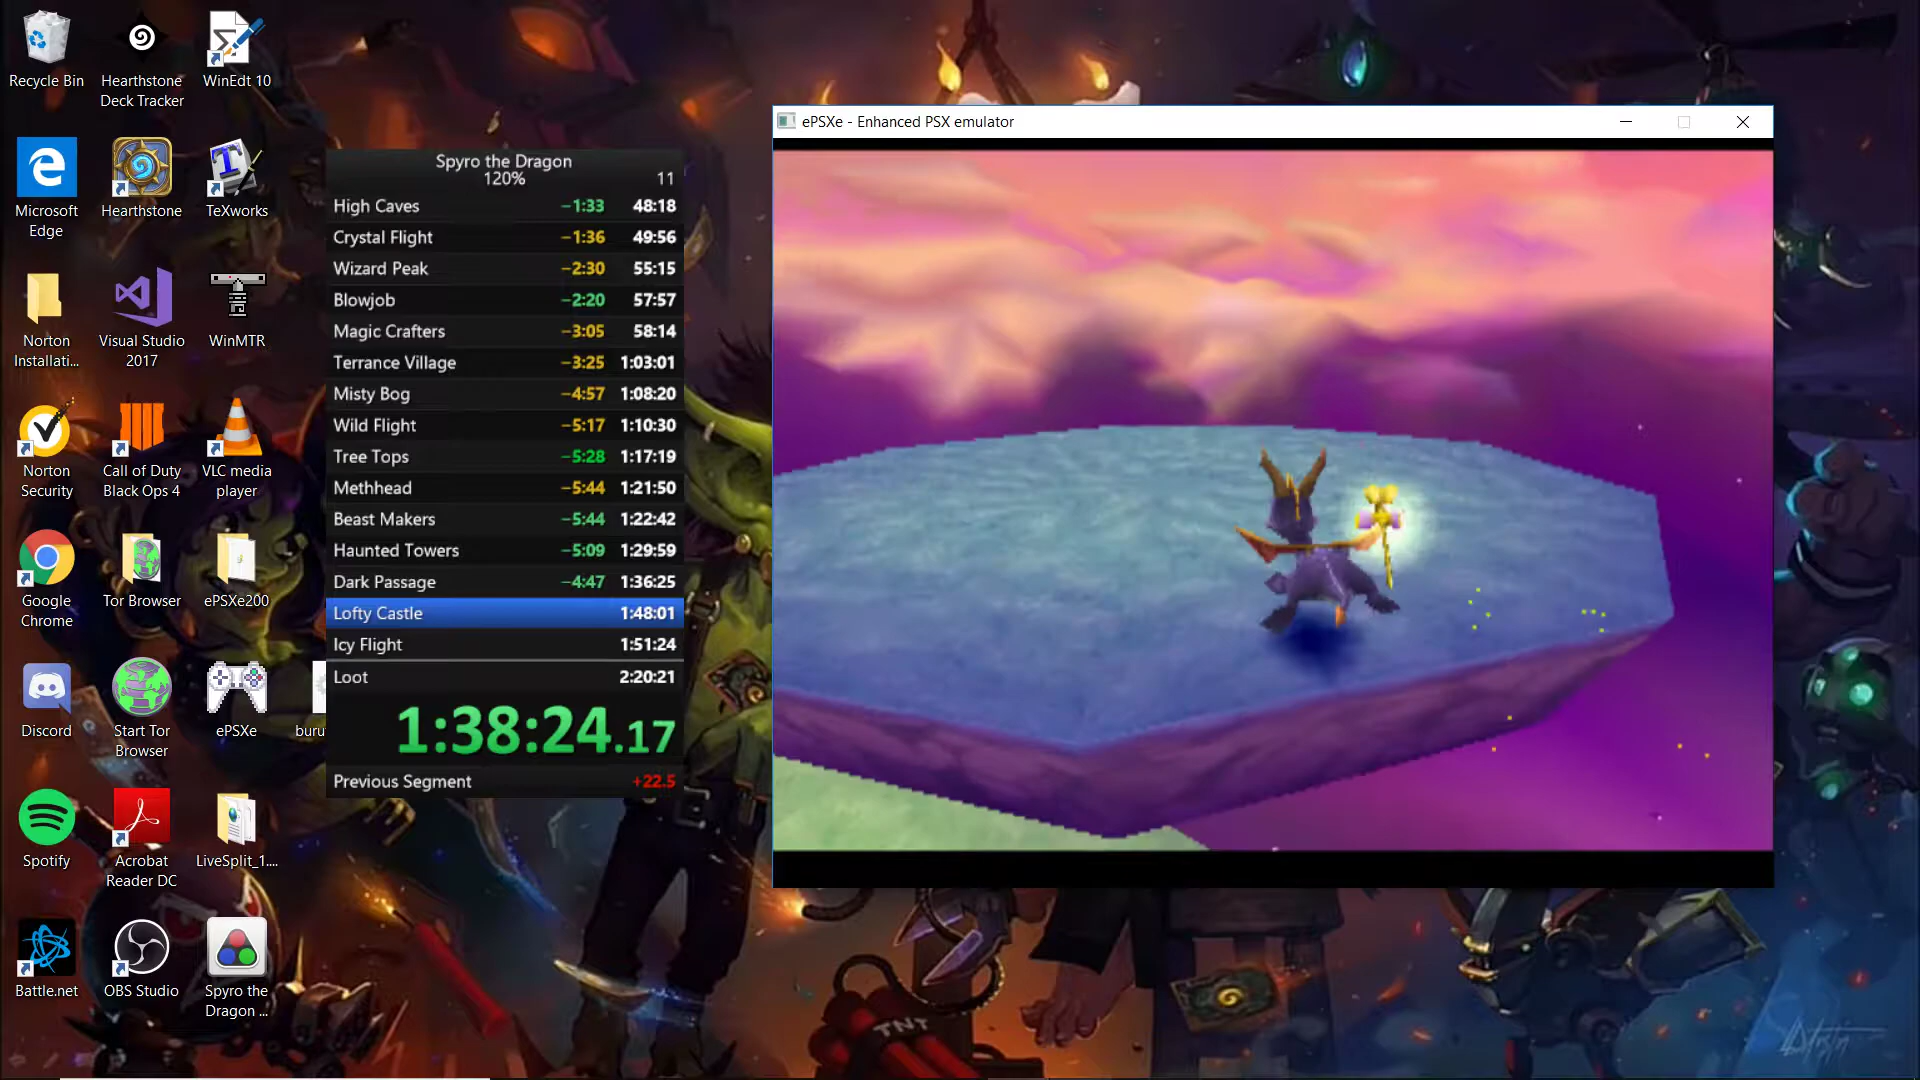 Recycle Bin
Hearthstone
Deck Tracker
WinEdt 10
Microsoft
Edge
Hearthstone
TeXworks
Norton
Installati...
Visual Studio
2017
WinMTR
Norton
Security
Call of Duty
Black Ops 4
VLC media
player
Google
Chrome
Tor Browser
ePSXe200
Discord
Start Tor
Browser
ePSXe
buru
Spotify
Acrobat
Reader DC
LiveSplit_1....
Battle.net
OBS Studio
Spyro the
Dragon ...
Spyro the Dragon
120% 11
High Caves −1:33 48:18
Crystal Flight −1:36 49:56
Wizard Peak −2:30 55:15
Blowjob −2:20 57:57
Magic Crafters −3:05 58:14
Terrance Village −3:25 1:03:01
Misty Bog −4:57 1:08:20
Wild Flight −5:17 1:10:30
Tree Tops −5:28 1:17:19
Methhead −5:44 1:21:50
Beast Makers −5:44 1:22:42
Haunted Towers −5:09 1:29:59
Dark Passage −4:47 1:36:25
Lofty Castle 1:48:01
Icy Flight 1:51:24
Loot 2:20:21
1:38:24.17
Previous Segment +22.5
ePSXe - Enhanced PSX emulator
TNT